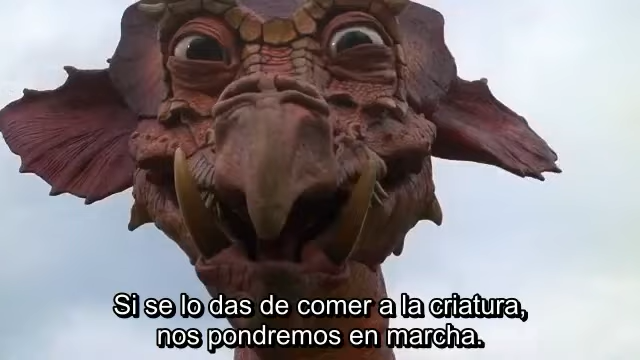 Si se lo das de comer a la criatura,
nos pondremos en marcha.